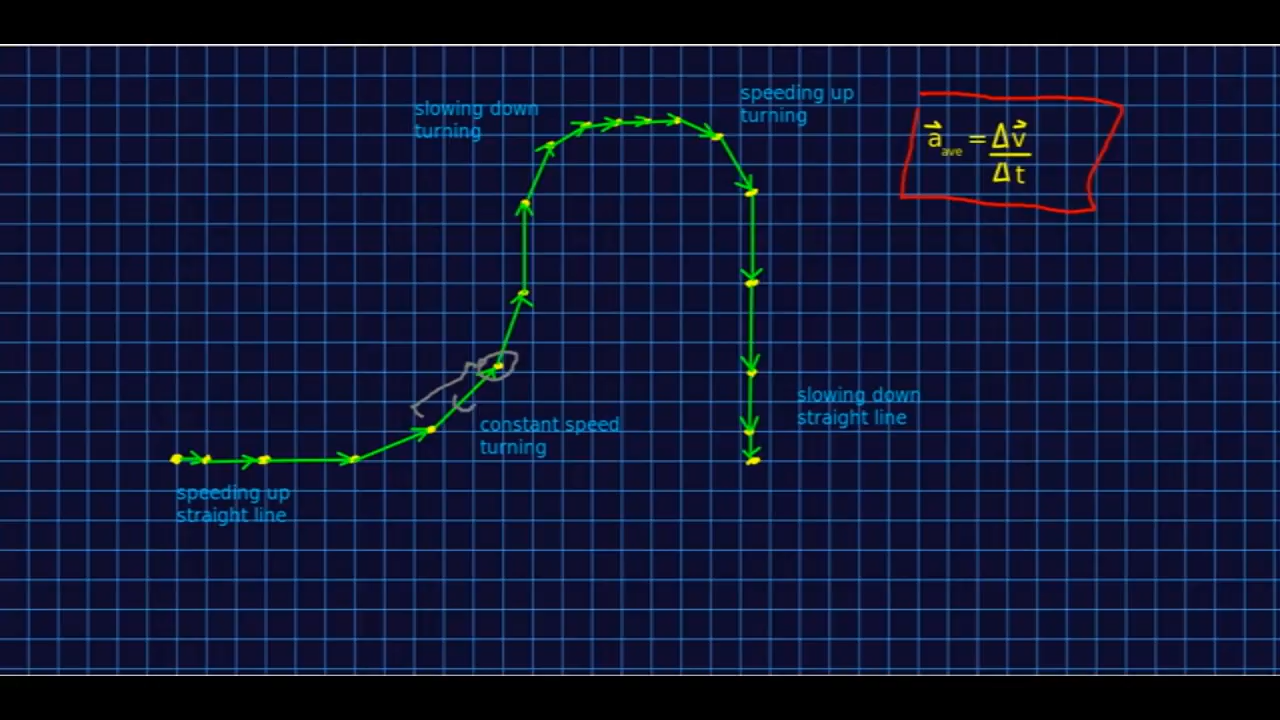 slowing down
turning
speeding up
turning
a⃗ave = Δv⃗
Δt
slowing down
straight line
constant speed
turning
speeding up
straight line